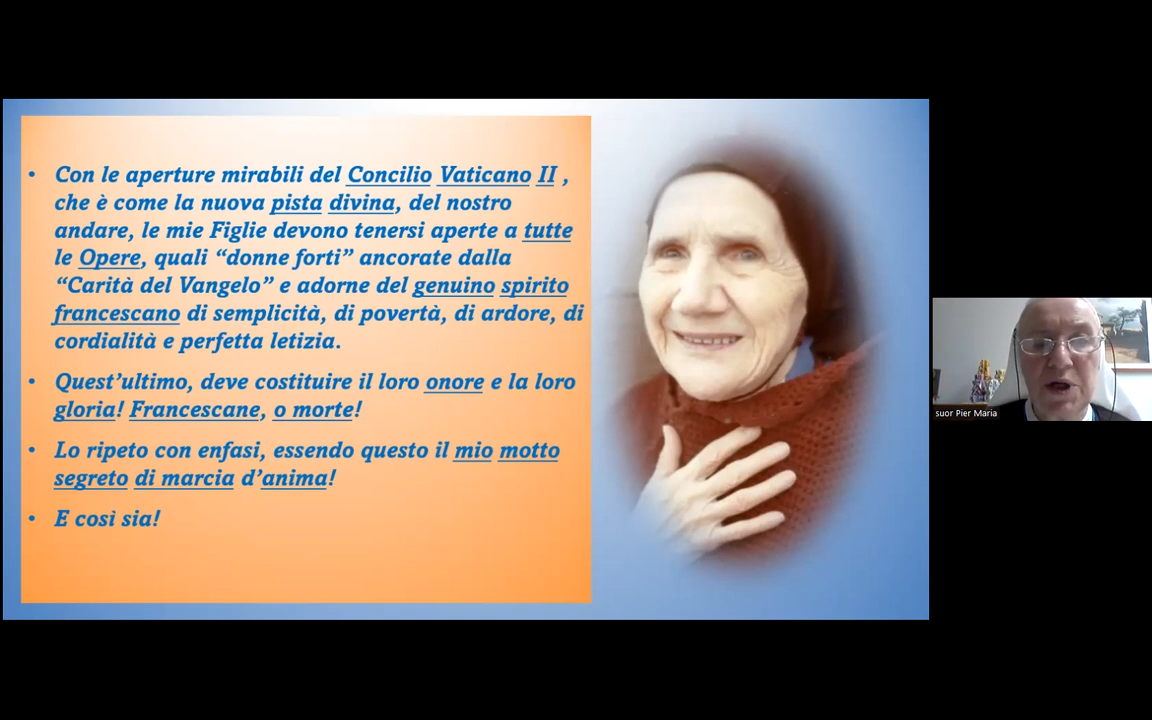 • Con le aperture mirabili del Concilio Vaticano II ,
che è come la nuova pista divina, del nostro
andare, le mie Figlie devono tenersi aperte a tutte
le Opere, quali “donne forti” ancorate dalla
“Carità del Vangelo” e adorne del genuino spirito
francescano di semplicità, di povertà, di ardore, di
cordialità e perfetta letizia.
• Quest’ultimo, deve costituire il loro onore e la loro
gloria! Francescane, o morte!
• Lo ripeto con enfasi, essendo questo il mio motto
segreto di marcia d’anima!
• E così sia!
suor Pier Maria